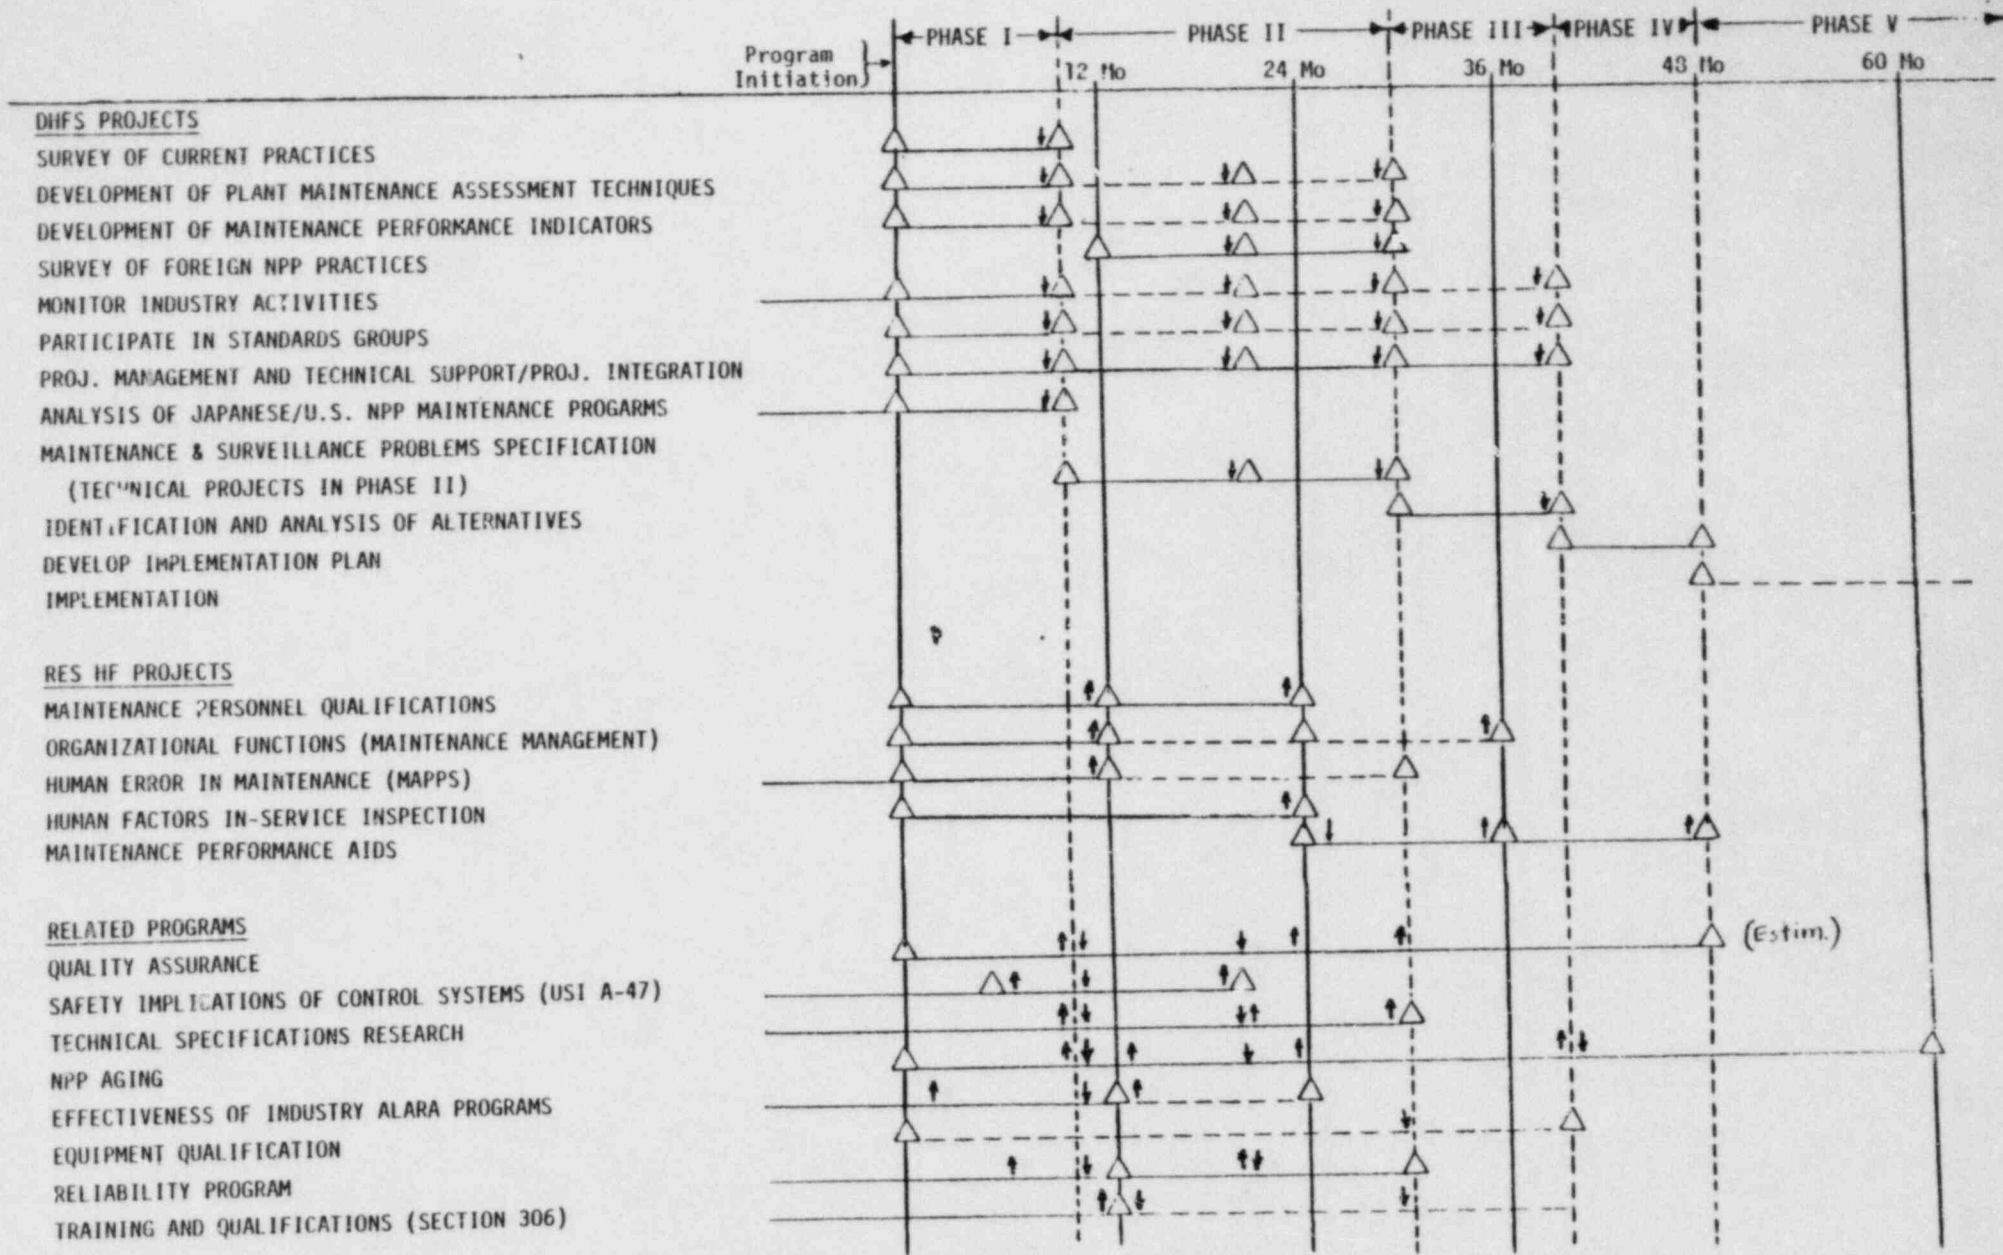 PHASE I PHASE II PHASE III PHASE IV PHASE V
Program
Initiation
12 Mo 24 Mo 36 Mo 48 Mo 60 Mo
DHFS PROJECTS
SURVEY OF CURRENT PRACTICES
DEVELOPMENT OF PLANT MAINTENANCE ASSESSMENT TECHNIQUES
DEVELOPMENT OF MAINTENANCE PERFORMANCE INDICATORS
SURVEY OF FOREIGN NPP PRACTICES
MONITOR INDUSTRY ACTIVITIES
PARTICIPATE IN STANDARDS GROUPS
PROJ. MANAGEMENT AND TECHNICAL SUPPORT/PROJ. INTEGRATION
ANALYSIS OF JAPANESE/U.S. NPP MAINTENANCE PROGARMS
MAINTENANCE & SURVEILLANCE PROBLEMS SPECIFICATION
(TECHNICAL PROJECTS IN PHASE II)
IDENTIFICATION AND ANALYSIS OF ALTERNATIVES
DEVELOP IMPLEMENTATION PLAN
IMPLEMENTATION
RES HF PROJECTS
MAINTENANCE PERSONNEL QUALIFICATIONS
ORGANIZATIONAL FUNCTIONS (MAINTENANCE MANAGEMENT)
HUMAN ERROR IN MAINTENANCE (MAPPS)
HUMAN FACTORS IN-SERVICE INSPECTION
MAINTENANCE PERFORMANCE AIDS
RELATED PROGRAMS
(Estim.)
QUALITY ASSURANCE
SAFETY IMPLICATIONS OF CONTROL SYSTEMS (USI A-47)
TECHNICAL SPECIFICATIONS RESEARCH
NPP AGING
EFFECTIVENESS OF INDUSTRY ALARA PROGRAMS
EQUIPMENT QUALIFICATION
RELIABILITY PROGRAM
TRAINING AND QUALIFICATIONS (SECTION 306)